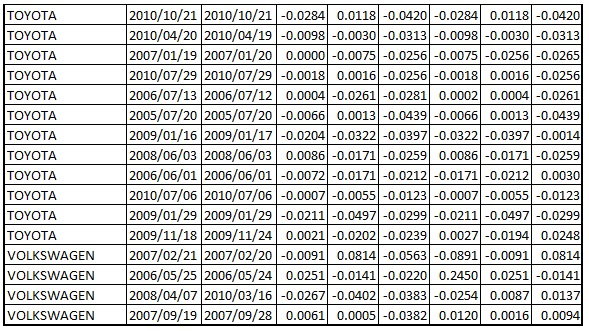 TOYOTA 2010/10/21 2010/10/21 -0.0284 0.0118 -0.0420 -0.0284 0.0118 -0.0420
TOYOTA 2010/04/20 2010/04/19 -0.0098 -0.0030 -0.0313 -0.0098 -0.0030 -0.0313
TOYOTA 2007/01/19 2007/01/20 0.0000 -0.0075 -0.0256 -0.0075 -0.0256 -0.0265
TOYOTA 2010/07/29 2010/07/29 -0.0018 0.0016 -0.0256 -0.0018 0.0016 -0.0256
TOYOTA 2006/07/13 2006/07/12 0.0004 -0.0261 -0.0281 0.0002 0.0004 -0.0261
TOYOTA 2005/07/20 2005/07/20 -0.0066 0.0013 -0.0439 -0.0066 0.0013 -0.0439
TOYOTA 2009/01/16 2009/01/17 -0.0204 -0.0322 -0.0397 -0.0322 -0.0397 -0.0014
TOYOTA 2008/06/03 2008/06/03 0.0086 -0.0171 -0.0259 0.0086 -0.0171 -0.0259
TOYOTA 2006/06/01 2006/06/01 -0.0072 -0.0171 -0.0212 -0.0171 -0.0212 0.0030
TOYOTA 2010/07/06 2010/07/06 -0.0007 -0.0055 -0.0123 -0.0007 -0.0055 -0.0123
TOYOTA 2009/01/29 2009/01/29 -0.0211 -0.0497 -0.0299 -0.0211 -0.0497 -0.0299
TOYOTA 2009/11/18 2009/11/24 0.0021 -0.0202 -0.0239 0.0027 -0.0194 0.0248
VOLKSWAGEN 2007/02/21 2007/02/20 -0.0091 0.0814 -0.0563 -0.0891 -0.0091 0.0814
VOLKSWAGEN 2006/05/25 2006/05/24 0.0251 -0.0141 -0.0220 0.2450 0.0251 -0.0141
VOLKSWAGEN 2008/04/07 2010/03/16 -0.0267 -0.0402 -0.0383 -0.0254 0.0087 0.0137
VOLKSWAGEN 2007/09/19 2007/09/28 0.0061 0.0005 -0.0382 0.0120 0.0016 0.0094